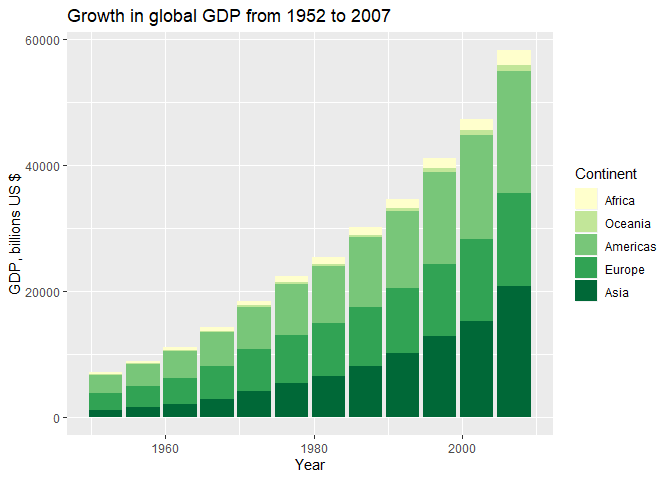 Growth in global GDP from 1952 to 2007
60000
40000
20000
0
GDP, billions US $
1960
1980
2000
Year
Continent
Africa
Oceania
Americas
Europe
Asia